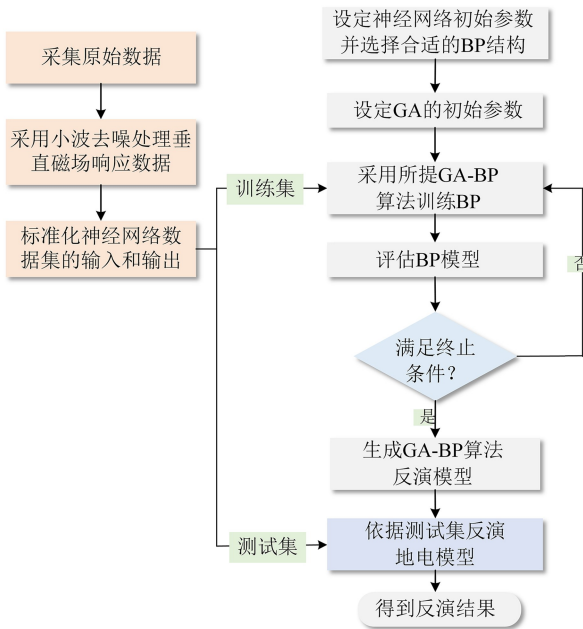 采集原始数据
采用小波去噪处理垂
直磁场响应数据
标准化神经网络数
据集的输入和输出
训练集
测试集
设定神经网络初始参数
并选择合适的BP结构
设定GA的初始参数
采用所提GA-BP
算法训练BP
评估BP模型
满足终止
条件?
否
是
生成GA-BP算法
反演模型
依据测试集反演
地电模型
得到反演结果